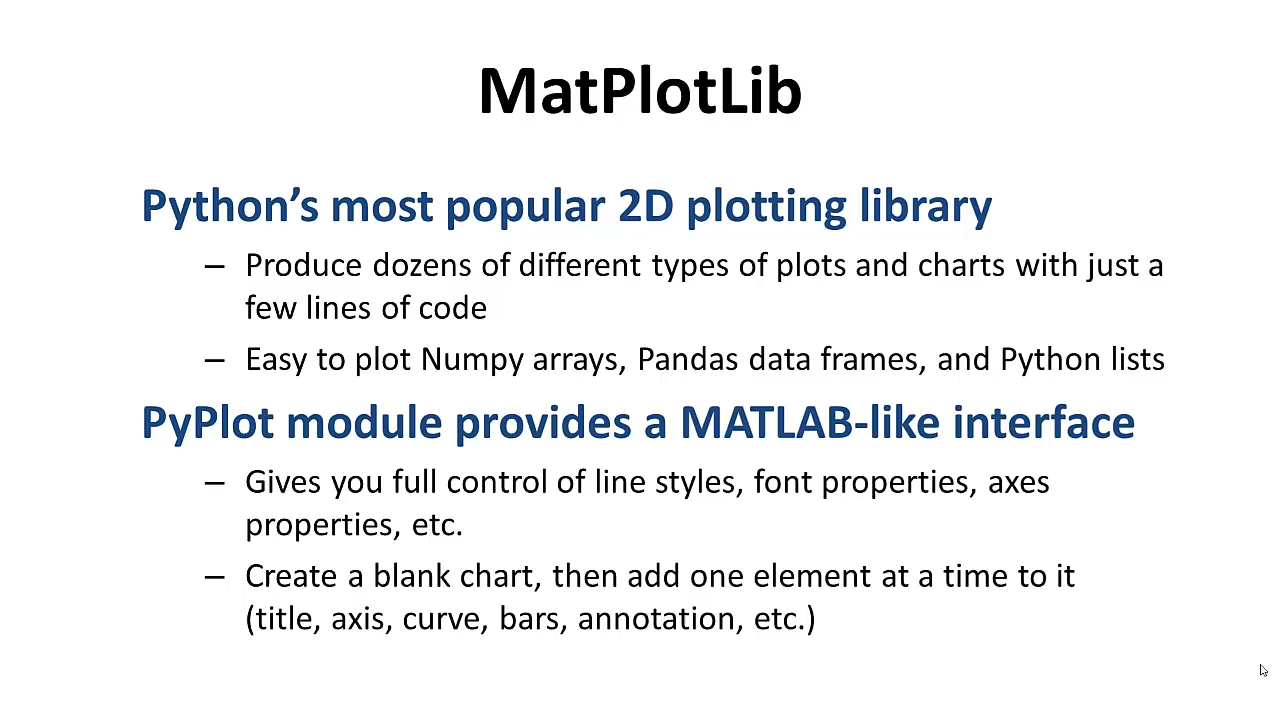 MatPlotLib
Python’s most popular 2D plotting library
– Produce dozens of different types of plots and charts with just a
few lines of code
– Easy to plot Numpy arrays, Pandas data frames, and Python lists
PyPlot module provides a MATLAB-like interface
– Gives you full control of line styles, font properties, axes
properties, etc.
– Create a blank chart, then add one element at a time to it
(title, axis, curve, bars, annotation, etc.)